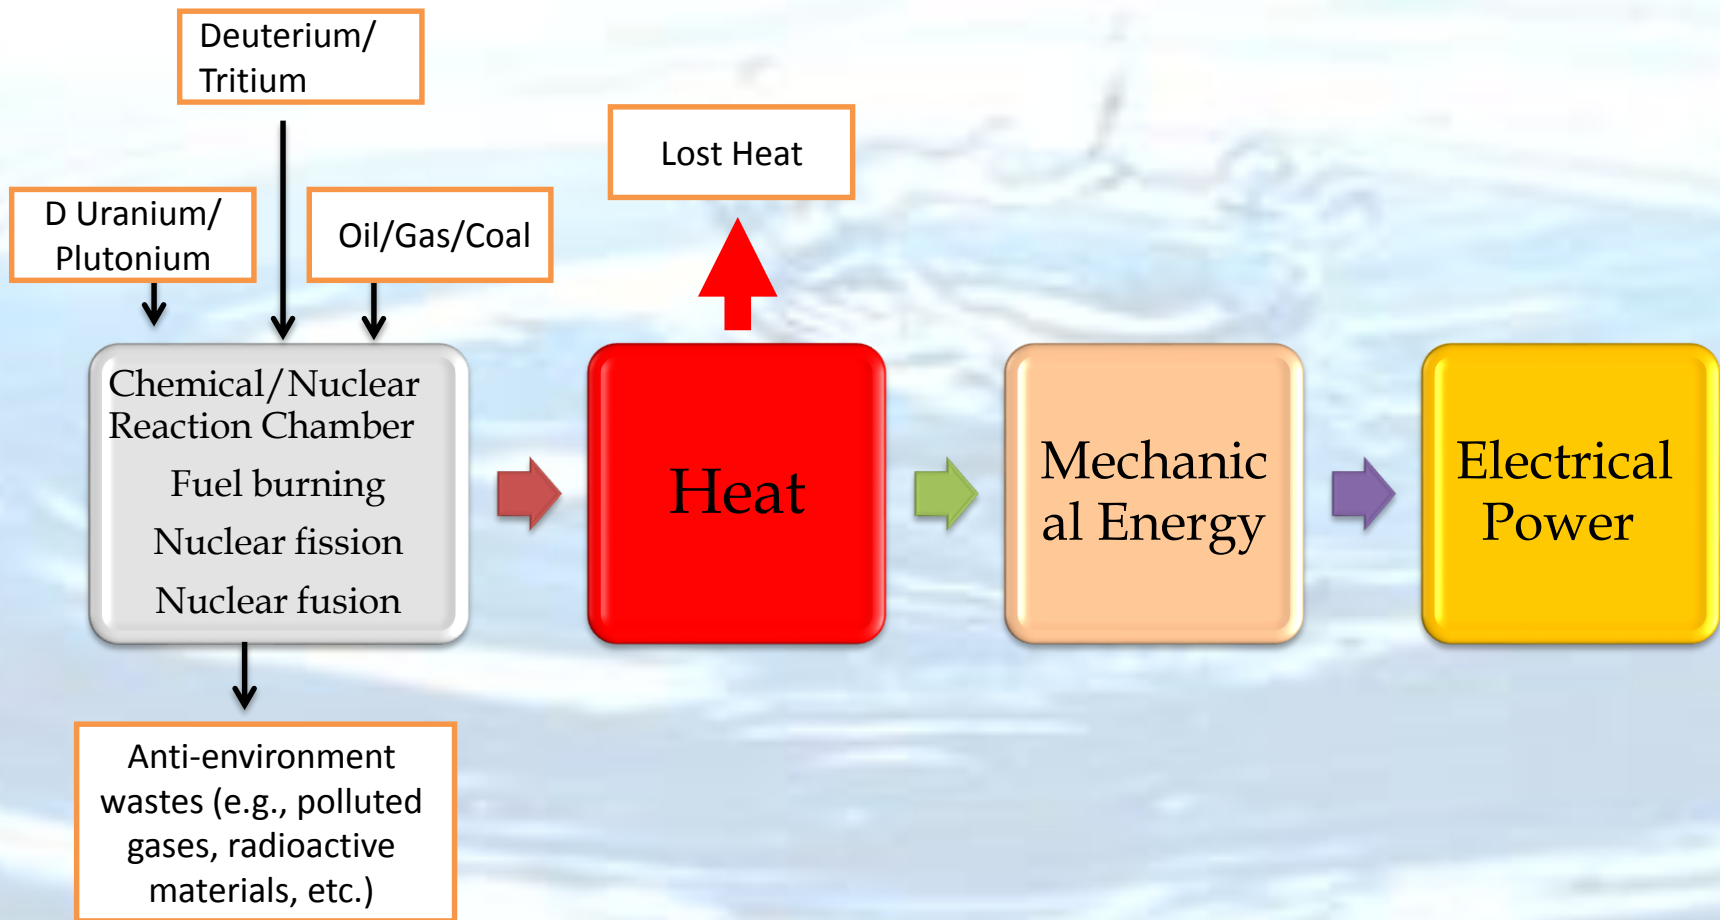 Deuterium/
Tritium
Lost Heat
D Uranium/
Plutonium
Oil/Gas/Coal
Chemical/Nuclear
Reaction Chamber
Fuel burning
Nuclear fission
Nuclear fusion
Heat
Mechanic
al Energy
Electrical
Power
Anti-environment
wastes (e.g., polluted
gases, radioactive
materials, etc.)